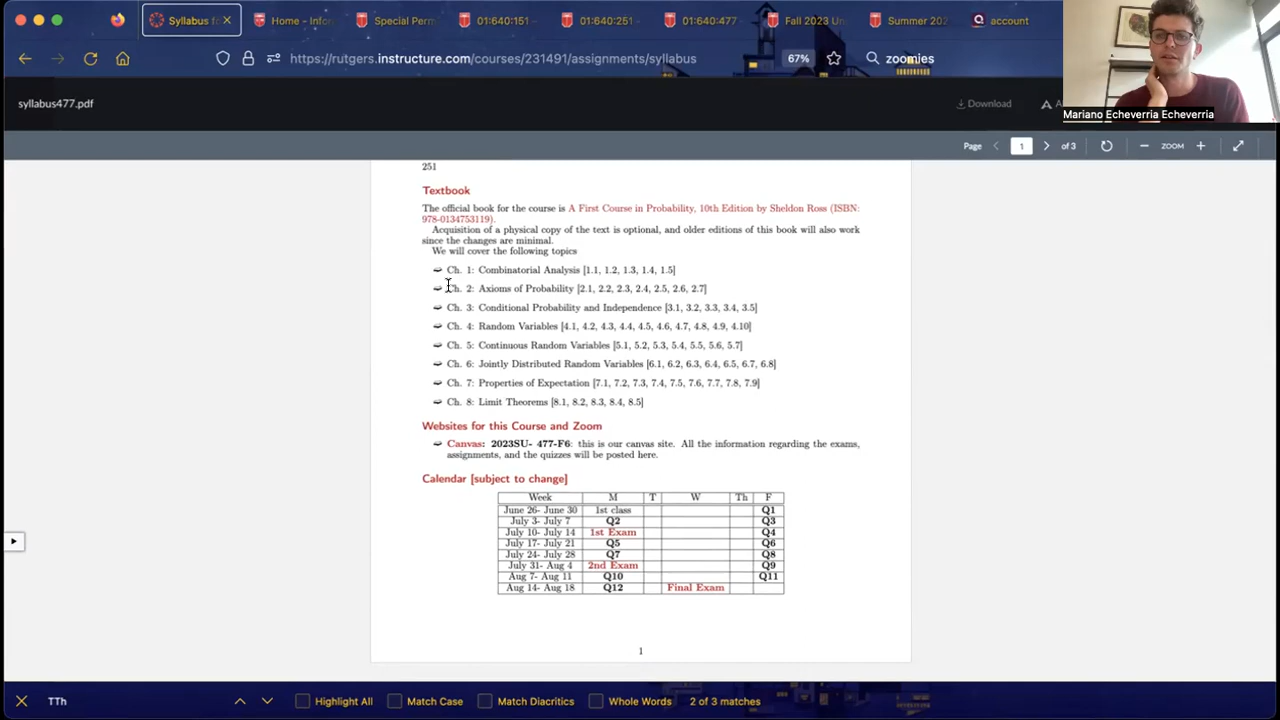 Syllabus fo
Home - Infor
Special Perm
01:640:151 -
01:640:251 -
01:640:477 -
Fall 2023 Un
Summer 202
account
https://rutgers.instructure.com/courses/231491/assignments/syllabus
67%
zoomies
syllabus477.pdf
Download
Mariano Echeverria Echeverria
Page
1
of 3
ZOOM
251
Textbook
The official book for the course is A First Course in Probability, 10th Edition by Sheldon Ross (ISBN:
978-0134753119).
Acquisition of a physical copy of the text is optional, and older editions of this book will also work
since the changes are minimal.
We will cover the following topics
Ch. 1: Combinatorial Analysis [1.1, 1.2, 1.3, 1.4, 1.5]
Ch. 2: Axioms of Probability [2.1, 2.2, 2.3, 2.4, 2.5, 2.6, 2.7]
Ch. 3: Conditional Probability and Independence [3.1, 3.2, 3.3, 3.4, 3.5]
Ch. 4: Random Variables [4.1, 4.2, 4.3, 4.4, 4.5, 4.6, 4.7, 4.8, 4.9, 4.10]
Ch. 5: Continuous Random Variables [5.1, 5.2, 5.3, 5.4, 5.5, 5.6, 5.7]
Ch. 6: Jointly Distributed Random Variables [6.1, 6.2, 6.3, 6.4, 6.5, 6.7, 6.8]
Ch. 7: Properties of Expectation [7.1, 7.2, 7.3, 7.4, 7.5, 7.6, 7.7, 7.8, 7.9]
Ch. 8: Limit Theorems [8.1, 8.2, 8.3, 8.4, 8.5]
Websites for this Course and Zoom
Canvas: 2023SU- 477-F6: this is our canvas site. All the information regarding the exams,
assignments, and the quizzes will be posted here.
Calendar [subject to change]
Week M T W Th F
June 26- June 30 1st class Q1
July 3- July 7 Q2 Q3
July 10- July 14 1st Exam Q4
July 17- July 21 Q5 Q6
July 24- July 28 Q7 Q8
July 31- Aug 4 2nd Exam Q9
Aug 7- Aug 11 Q10 Q11
Aug 14- Aug 18 Q12 Final Exam
1
TTh
Highlight All
Match Case
Match Diacritics
Whole Words
2 of 3 matches